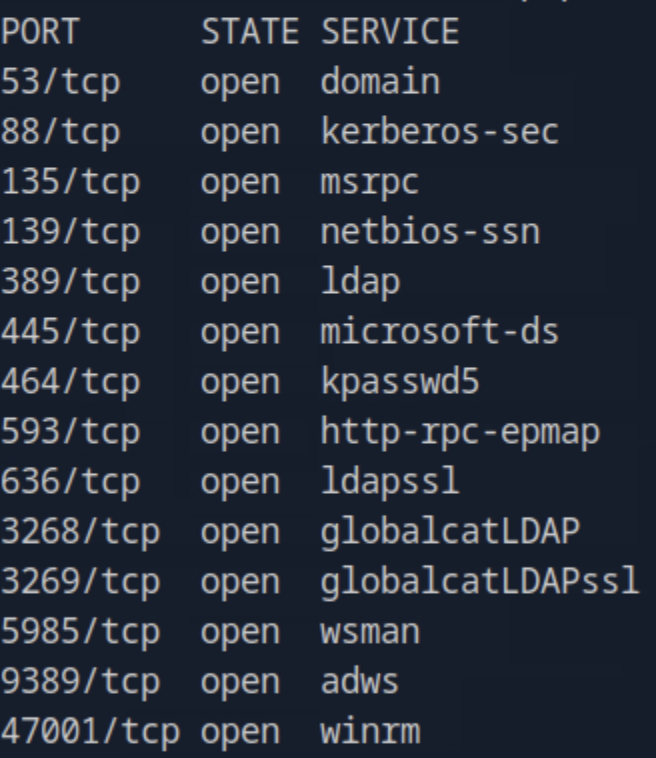 PORT STATE SERVICE
53/tcp open domain
88/tcp open kerberos-sec
135/tcp open msrpc
139/tcp open netbios-ssn
389/tcp open ldap
445/tcp open microsoft-ds
464/tcp open kpasswd5
593/tcp open http-rpc-epmap
636/tcp open ldapssl
3268/tcp open globalcatLDAP
3269/tcp open globalcatLDAPssl
5985/tcp open wsman
9389/tcp open adws
47001/tcp open winrm